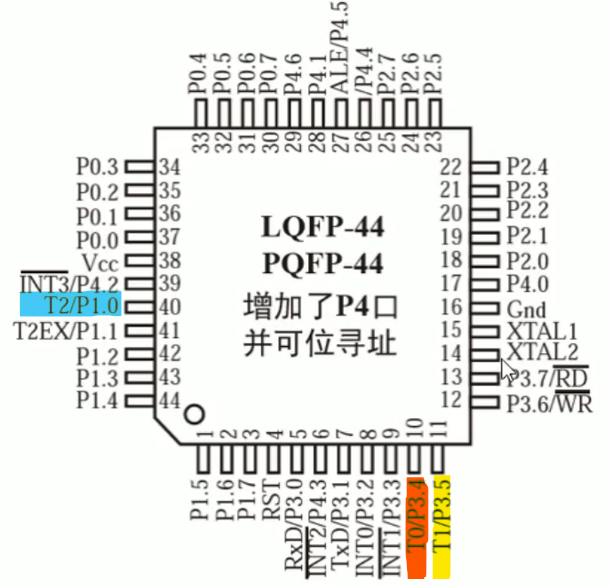 P0.4
P0.5
P0.6
P0.7
P4.6
P4.1
ALE/P4.5
/P4.4
P2.7
P2.6
P2.5
33
32
31
30
29
28
27
26
25
24
23
P0.3 34
P0.2 35
P0.1 36
P0.0 37
Vcc 38
INT3/P4.2 39
T2/P1.0 40
T2EX/P1.1 41
P1.2 42
P1.3 43
P1.4 44
LQFP-44
PQFP-44
增加了P4口
并可位寻址
22 P2.4
21 P2.3
20 P2.2
19 P2.1
18 P2.0
17 P4.0
16 Gnd
15 XTAL1
14 XTAL2
13 P3.7/RD
12 P3.6/WR
1
2
3
4
5
6
7
8
9
10
11
P1.5
P1.6
P1.7
RST
RxD/P3.0
INT2/P4.3
TxD/P3.1
INT0/P3.2
INT1/P3.3
T0/P3.4
T1/P3.5